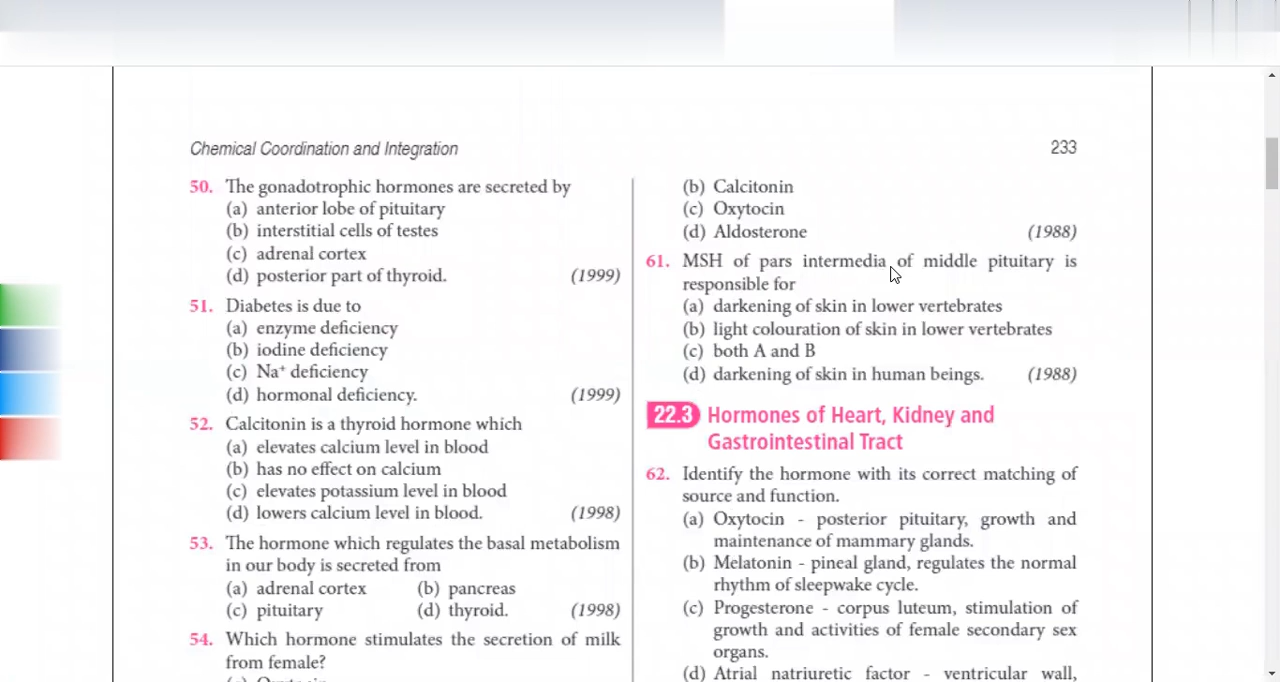 Chemical Coordination and Integration
233
50. The gonadotrophic hormones are secreted by
(a) anterior lobe of pituitary
(b) interstitial cells of testes
(c) adrenal cortex
(d) posterior part of thyroid. (1999)
51. Diabetes is due to
(a) enzyme deficiency
(b) iodine deficiency
(c) Na⁺ deficiency
(d) hormonal deficiency. (1999)
52. Calcitonin is a thyroid hormone which
(a) elevates calcium level in blood
(b) has no effect on calcium
(c) elevates potassium level in blood
(d) lowers calcium level in blood. (1998)
53. The hormone which regulates the basal metabolism
in our body is secreted from
(a) adrenal cortex (b) pancreas
(c) pituitary (d) thyroid. (1998)
54. Which hormone stimulates the secretion of milk
from female?
(b) Calcitonin
(c) Oxytocin
(d) Aldosterone (1988)
61. MSH of pars intermedia of middle pituitary is
responsible for
(a) darkening of skin in lower vertebrates
(b) light colouration of skin in lower vertebrates
(c) both A and B
(d) darkening of skin in human beings. (1988)
22.3 Hormones of Heart, Kidney and
Gastrointestinal Tract
62. Identify the hormone with its correct matching of
source and function.
(a) Oxytocin - posterior pituitary, growth and
maintenance of mammary glands.
(b) Melatonin - pineal gland, regulates the normal
rhythm of sleepwake cycle.
(c) Progesterone - corpus luteum, stimulation of
growth and activities of female secondary sex
organs.
(d) Atrial natriuretic factor - ventricular wall,